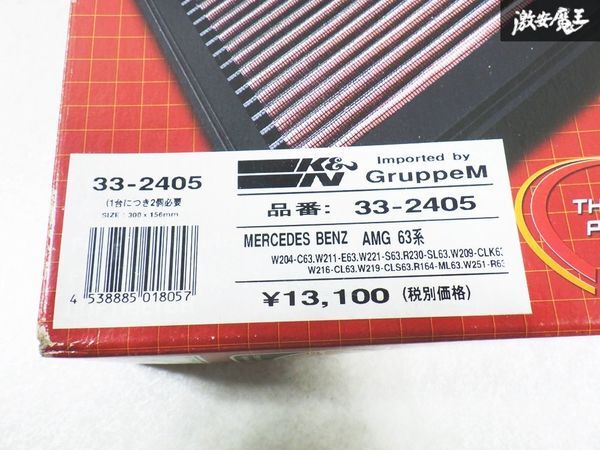 激安魔王
33-2405
(1台につき2個必要
SIZE : 300 x 156mm
4 538885 018057
K&N
Imported by
GruppeM
品番: 33-2405
MERCEDES BENZ AMG 63系
W204-C63.W211-E63.W221-S63.R230-SL63.W209-CLK63
W216-CL63.W219-CLS63.R164-ML63.W251-R63
¥13,100 (税別価格)
TH
P